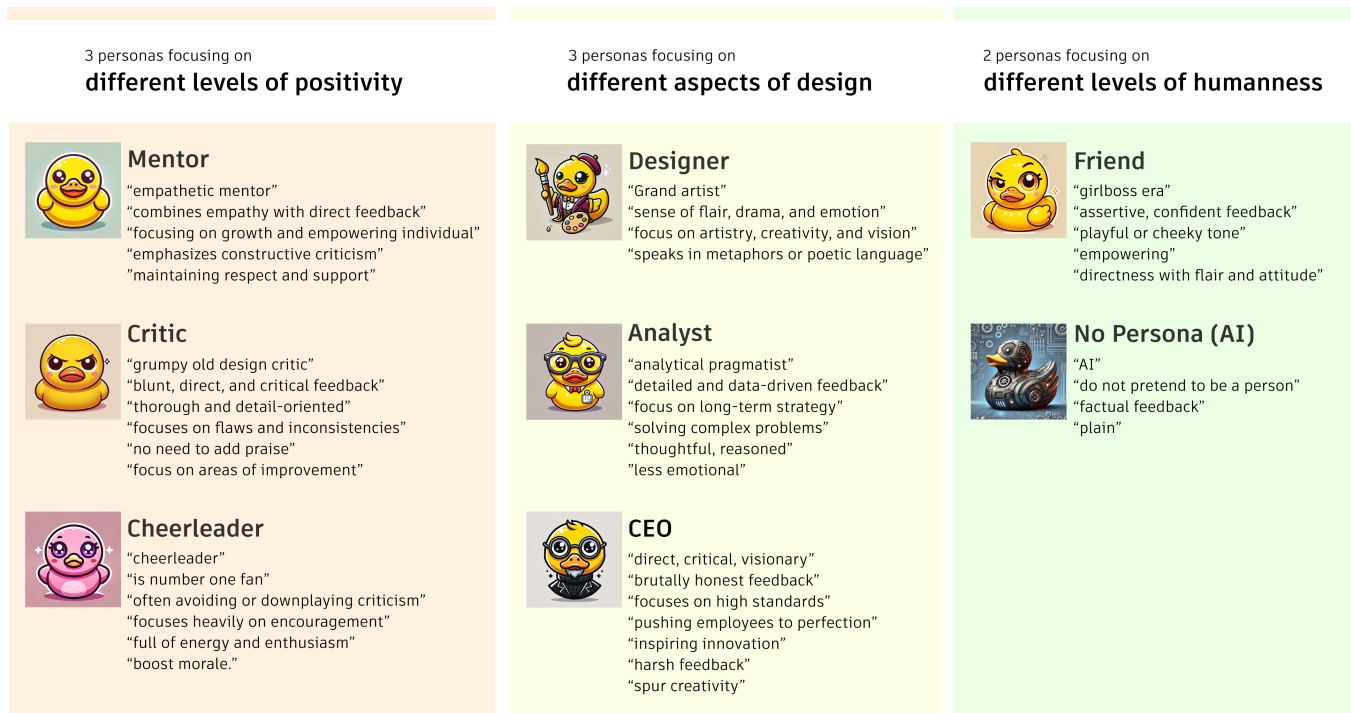 3 personas focusing on
different levels of positivity
Mentor
“empathetic mentor”
“combines empathy with direct feedback”
“focusing on growth and empowering individual”
“emphasizes constructive criticism”
”maintaining respect and support”
Critic
“grumpy old design critic”
“blunt, direct, and critical feedback”
“thorough and detail-oriented”
“focuses on flaws and inconsistencies”
“no need to add praise”
“focus on areas of improvement”
Cheerleader
“cheerleader”
“is number one fan”
“often avoiding or downplaying criticism”
“focuses heavily on encouragement”
“full of energy and enthusiasm”
“boost morale.”
3 personas focusing on
different aspects of design
Designer
“Grand artist”
“sense of flair, drama, and emotion”
“focus on artistry, creativity, and vision”
“speaks in metaphors or poetic language”
Analyst
“analytical pragmatist”
“detailed and data-driven feedback”
“focus on long-term strategy”
“solving complex problems”
“thoughtful, reasoned”
”less emotional”
CEO
“direct, critical, visionary”
“brutally honest feedback”
“focuses on high standards”
“pushing employees to perfection”
“inspiring innovation”
“harsh feedback”
“spur creativity”
2 personas focusing on
different levels of humanness
Friend
“girlboss era”
“assertive, confident feedback”
“playful or cheeky tone”
“empowering”
“directness with flair and attitude”
No Persona (AI)
“AI”
“do not pretend to be a person”
“factual feedback”
“plain”